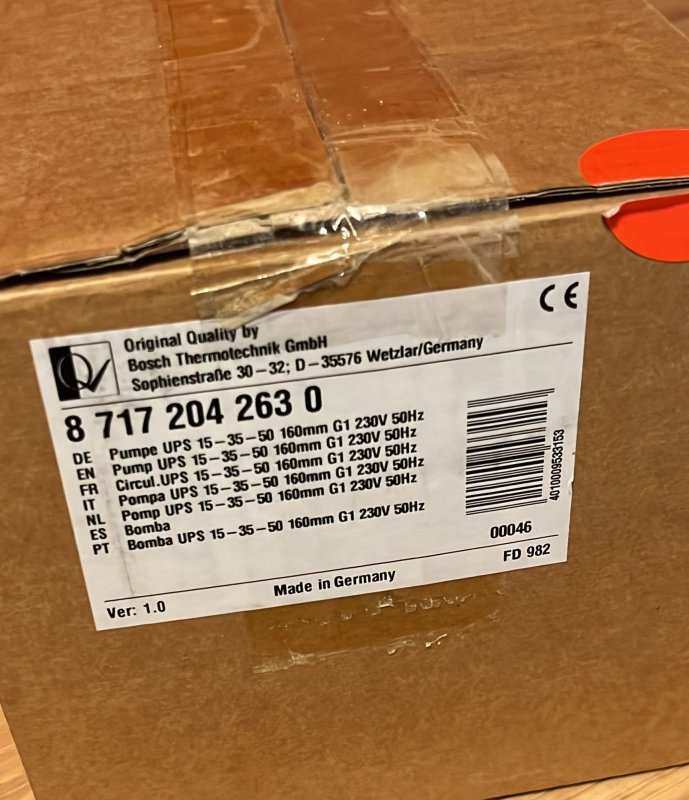 CE
Original Quality by
Bosch Thermotechnik GmbH
Sophienstraße 30-32; D-35576 Wetzlar/Germany
8 717 204 263 0
DE Pumpe UPS 15-35-50 160mm G1 230V 50Hz
EN Pump UPS 15-35-50 160mm G1 230V 50Hz
FR Circul.UPS 15-35-50 160mm G1 230V 50Hz
IT Pompa UPS 15-35-50 160mm G1 230V 50Hz
NL Pomp UPS 15-35-50 160mm G1 230V 50Hz
ES Bomba
PT Bomba UPS 15-35-50 160mm G1 230V 50Hz
4010009533153
00046
FD 982
Made in Germany
Ver: 1.0